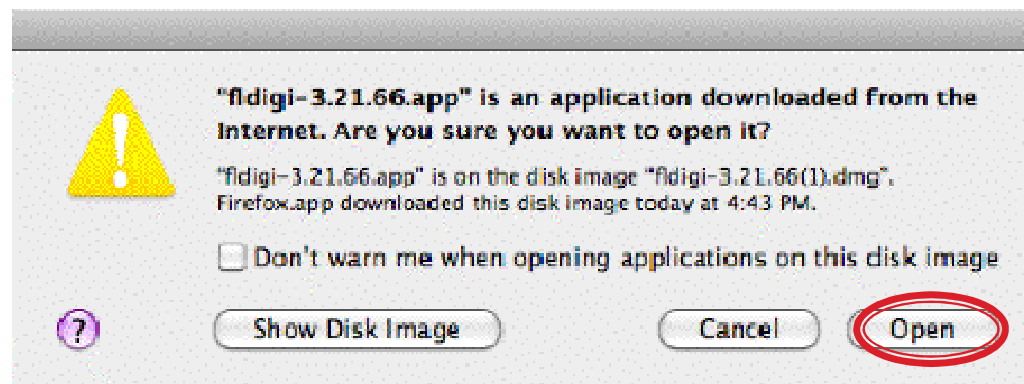 "fldigi-3.21.66.app" is an application downloaded from the
Internet. Are you sure you want to open it?
"fldigi-3.21.66.app" is on the disk image "fldigi-3.21.66(1).dmg".
Firefox.app downloaded this disk image today at 4:43 PM.
Don't warn me when opening applications on this disk image
? Show Disk Image Cancel Open